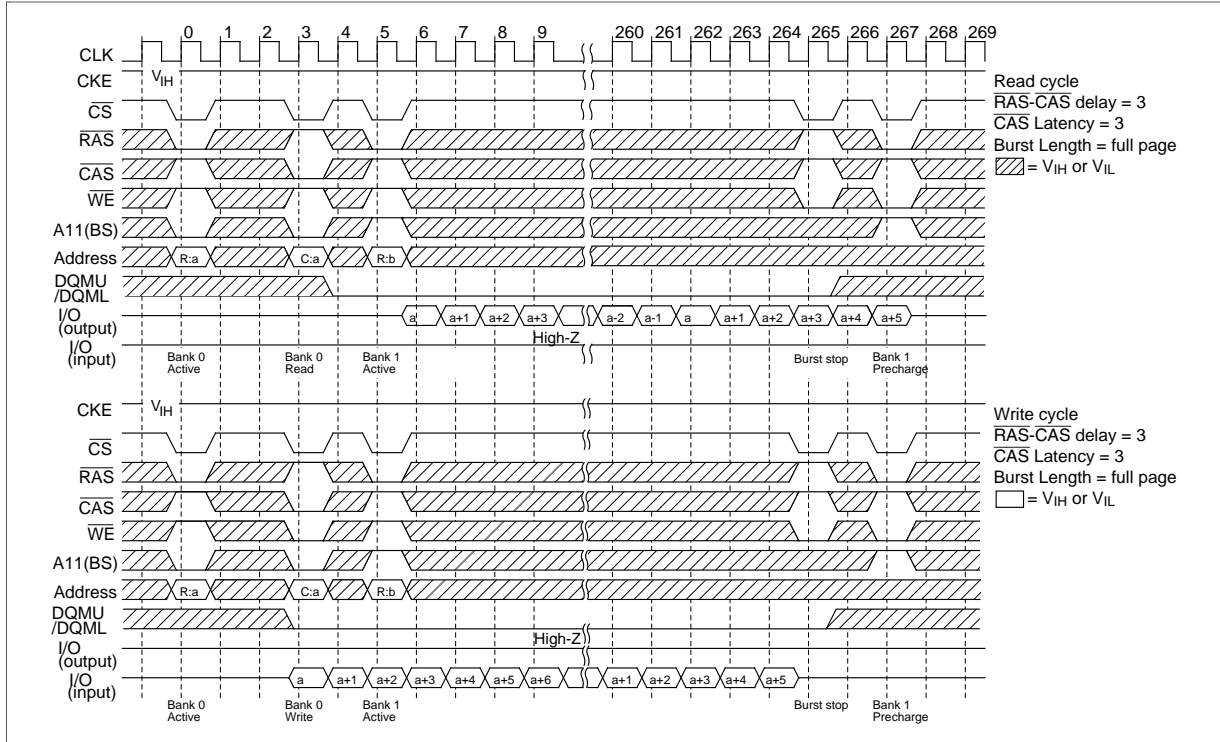 0 1 2 3 4 5 6 7 8 9 260 261 262 263 264 265 266 267 268 269
CLK
CKE VIH
CS
RAS
CAS
WE
A11(BS)
Address R:a C:a R:b
DQMU
/DQML
I/O
(output) a a+1 a+2 a+3 a-2 a-1 a a+1 a+2 a+3 a+4 a+5
High-Z
I/O
(input)
Bank 0
Active
Bank 0
Read
Bank 1
Active
Burst stop
Bank 1
Precharge
Read cycle
RAS-CAS delay = 3
CAS Latency = 3
Burst Length = full page
= VIH or VIL
CKE VIH
CS
RAS
CAS
WE
A11(BS)
Address R:a C:a R:b
DQMU
/DQML
High-Z
I/O
(output)
I/O
(input) a a+1 a+2 a+3 a+4 a+5 a+6 a+1 a+2 a+3 a+4 a+5
Bank 0
Active
Bank 0
Write
Bank 1
Active
Burst stop
Bank 1
Precharge
Write cycle
RAS-CAS delay = 3
CAS Latency = 3
Burst Length = full page
= VIH or VIL